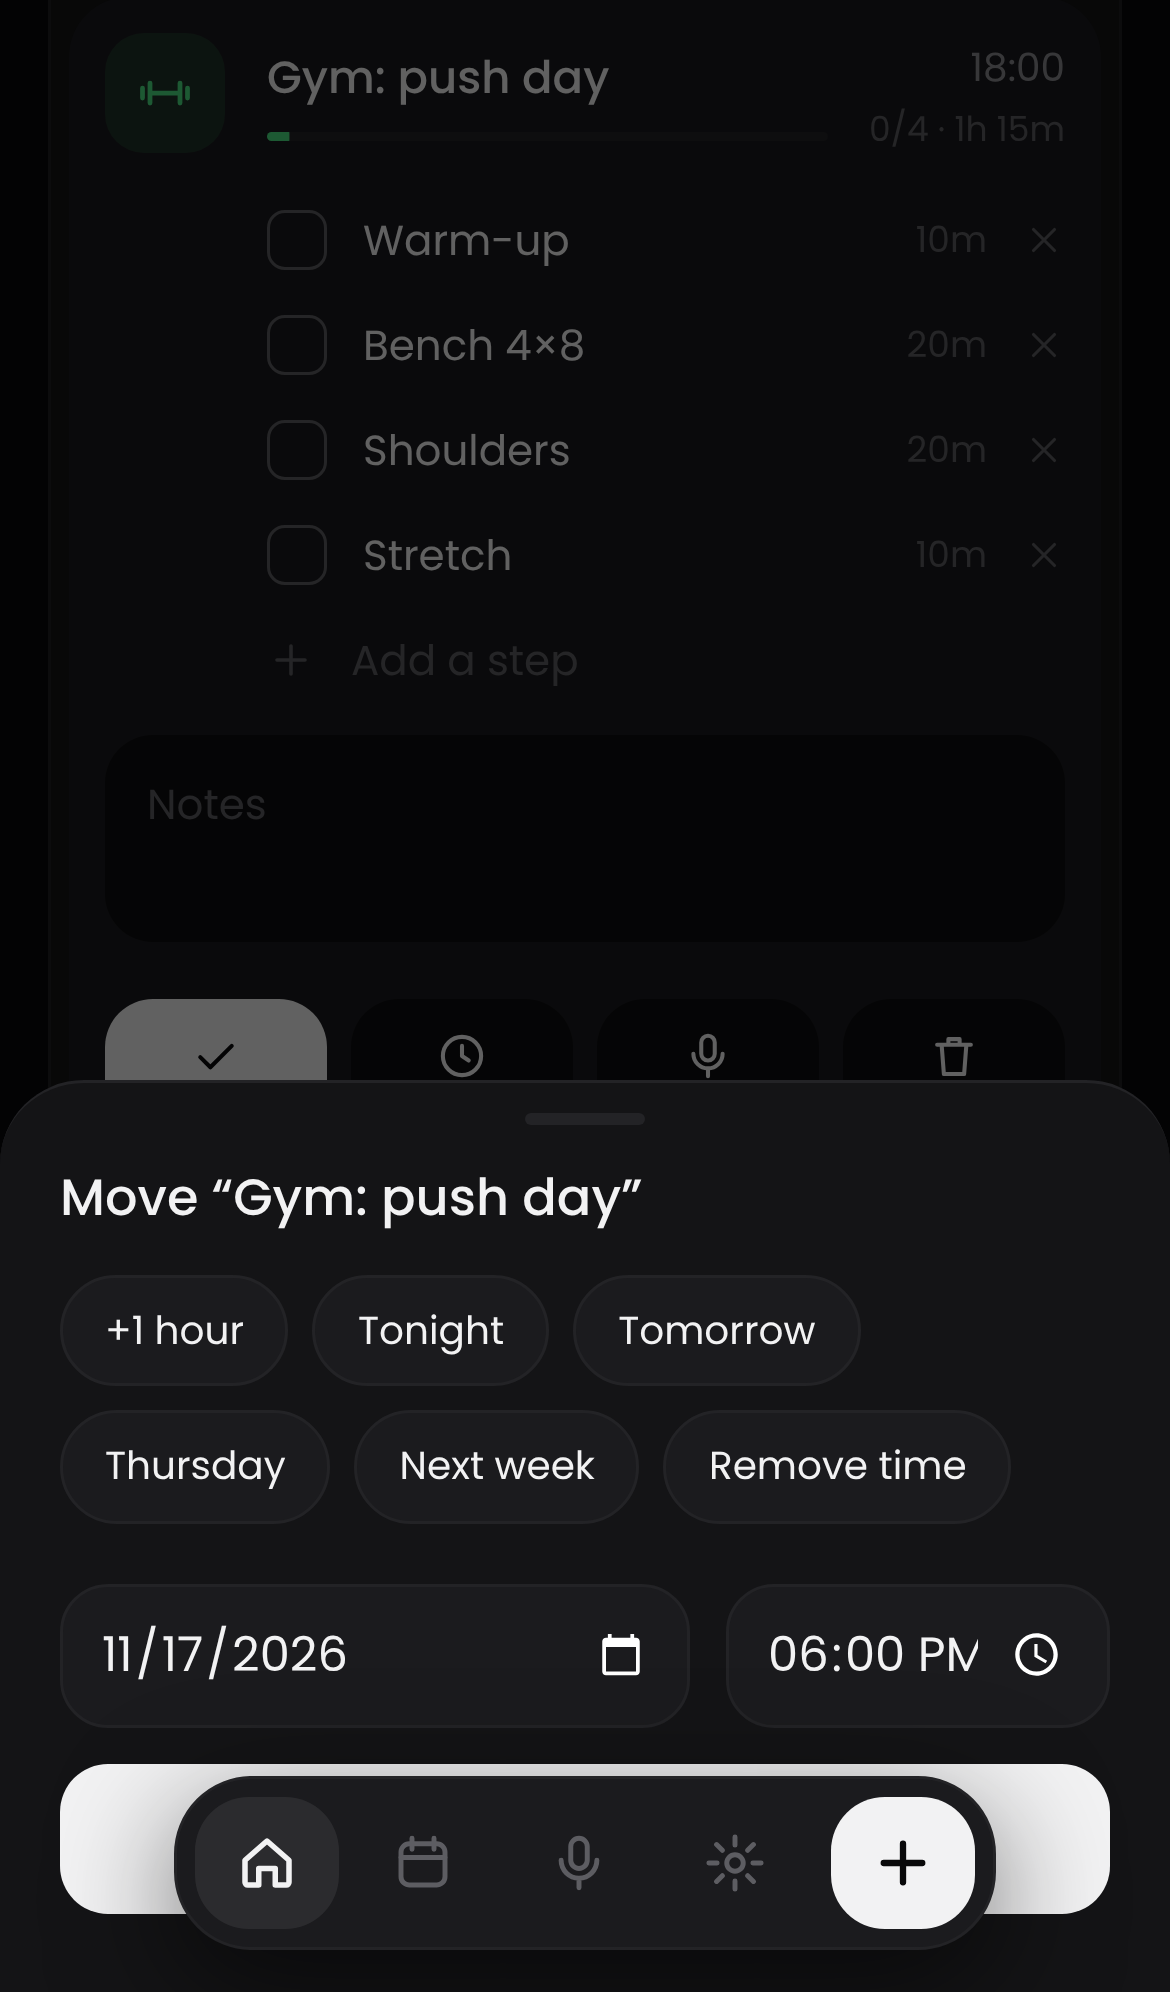 Gym: push day
18:00
0/4 · 1h 15m
Warm-up 10m
Bench 4×8 20m
Shoulders 20m
Stretch 10m
Add a step
Notes
Move “Gym: push day”
+1 hour Tonight Tomorrow
Thursday Next week Remove time
11/17/2026 06:00 PM